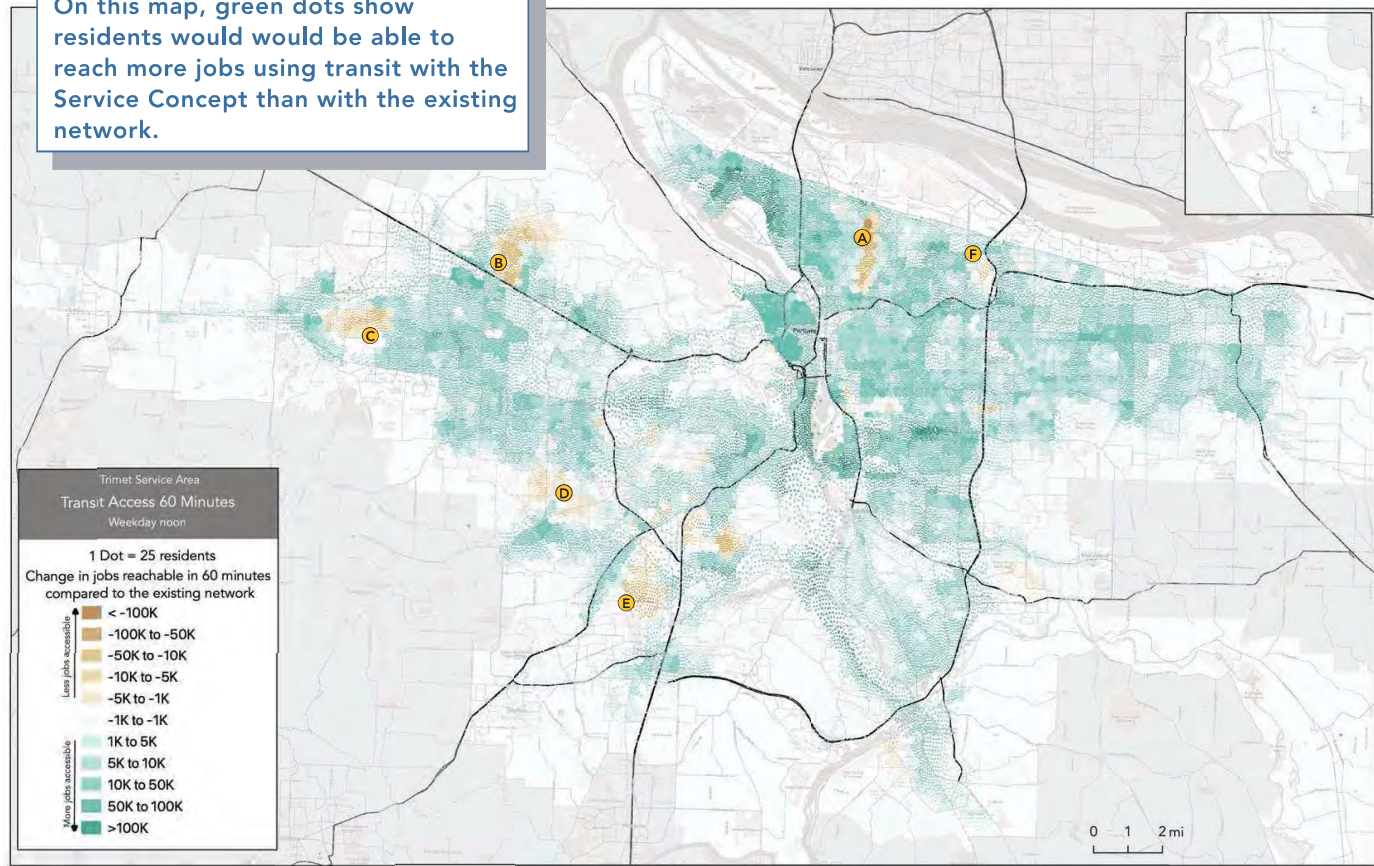 On this map, green dots show
residents would would be able to
reach more jobs using transit with the
Service Concept than with the existing
network.
Vancouver
A
F
B
C
Portland
D
E
Trimet Service Area
Transit Access 60 Minutes
Weekday noon
1 Dot = 25 residents
Change in jobs reachable in 60 minutes
compared to the existing network
Less jobs accessible
< -100K
-100K to -50K
-50K to -10K
-10K to -5K
-5K to -1K
-1K to -1K
More jobs accessible
1K to 5K
5K to 10K
10K to 50K
50K to 100K
>100K
0 1 2 mi